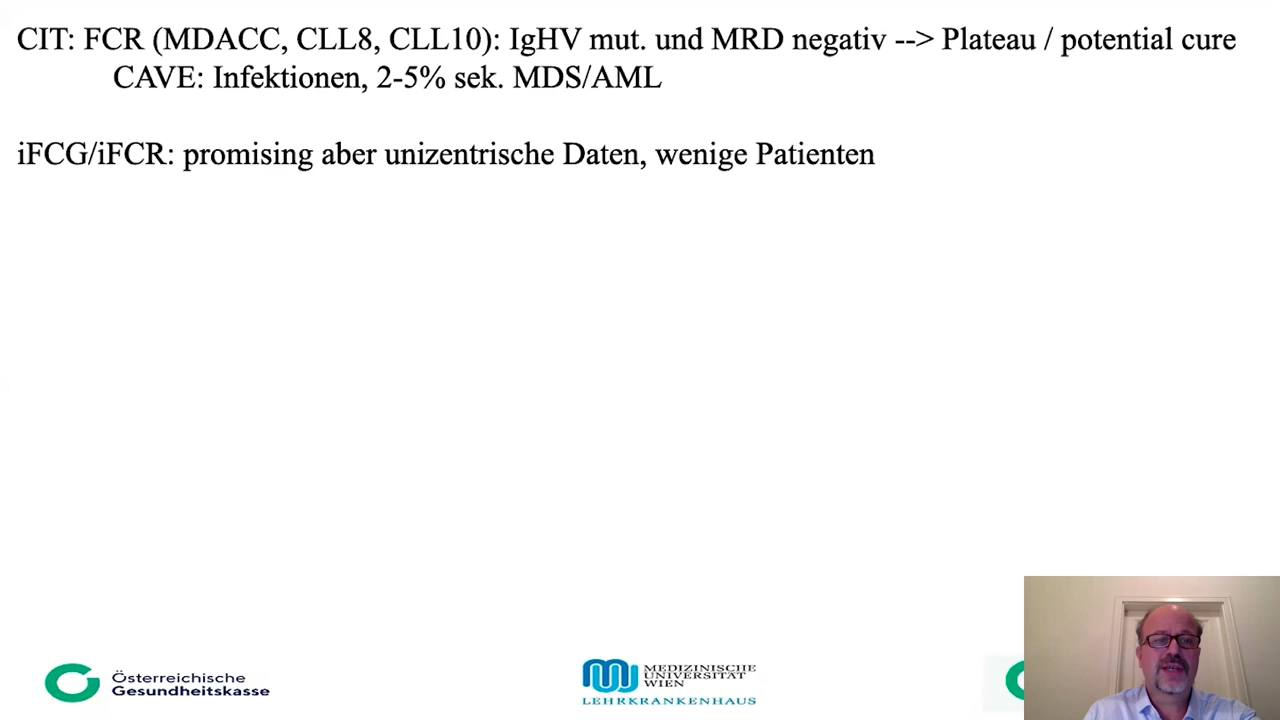 CIT: FCR (MDACC, CLL8, CLL10): IgHV mut. und MRD negativ --> Plateau / potential cure
CAVE: Infektionen, 2-5% sek. MDS/AML
iFCG/iFCR: promising aber unizentrische Daten, wenige Patienten
Österreichische
Gesundheitskasse
MEDIZINISCHE
UNIVERSITÄT
WIEN
LEHRKRANKENHAUS